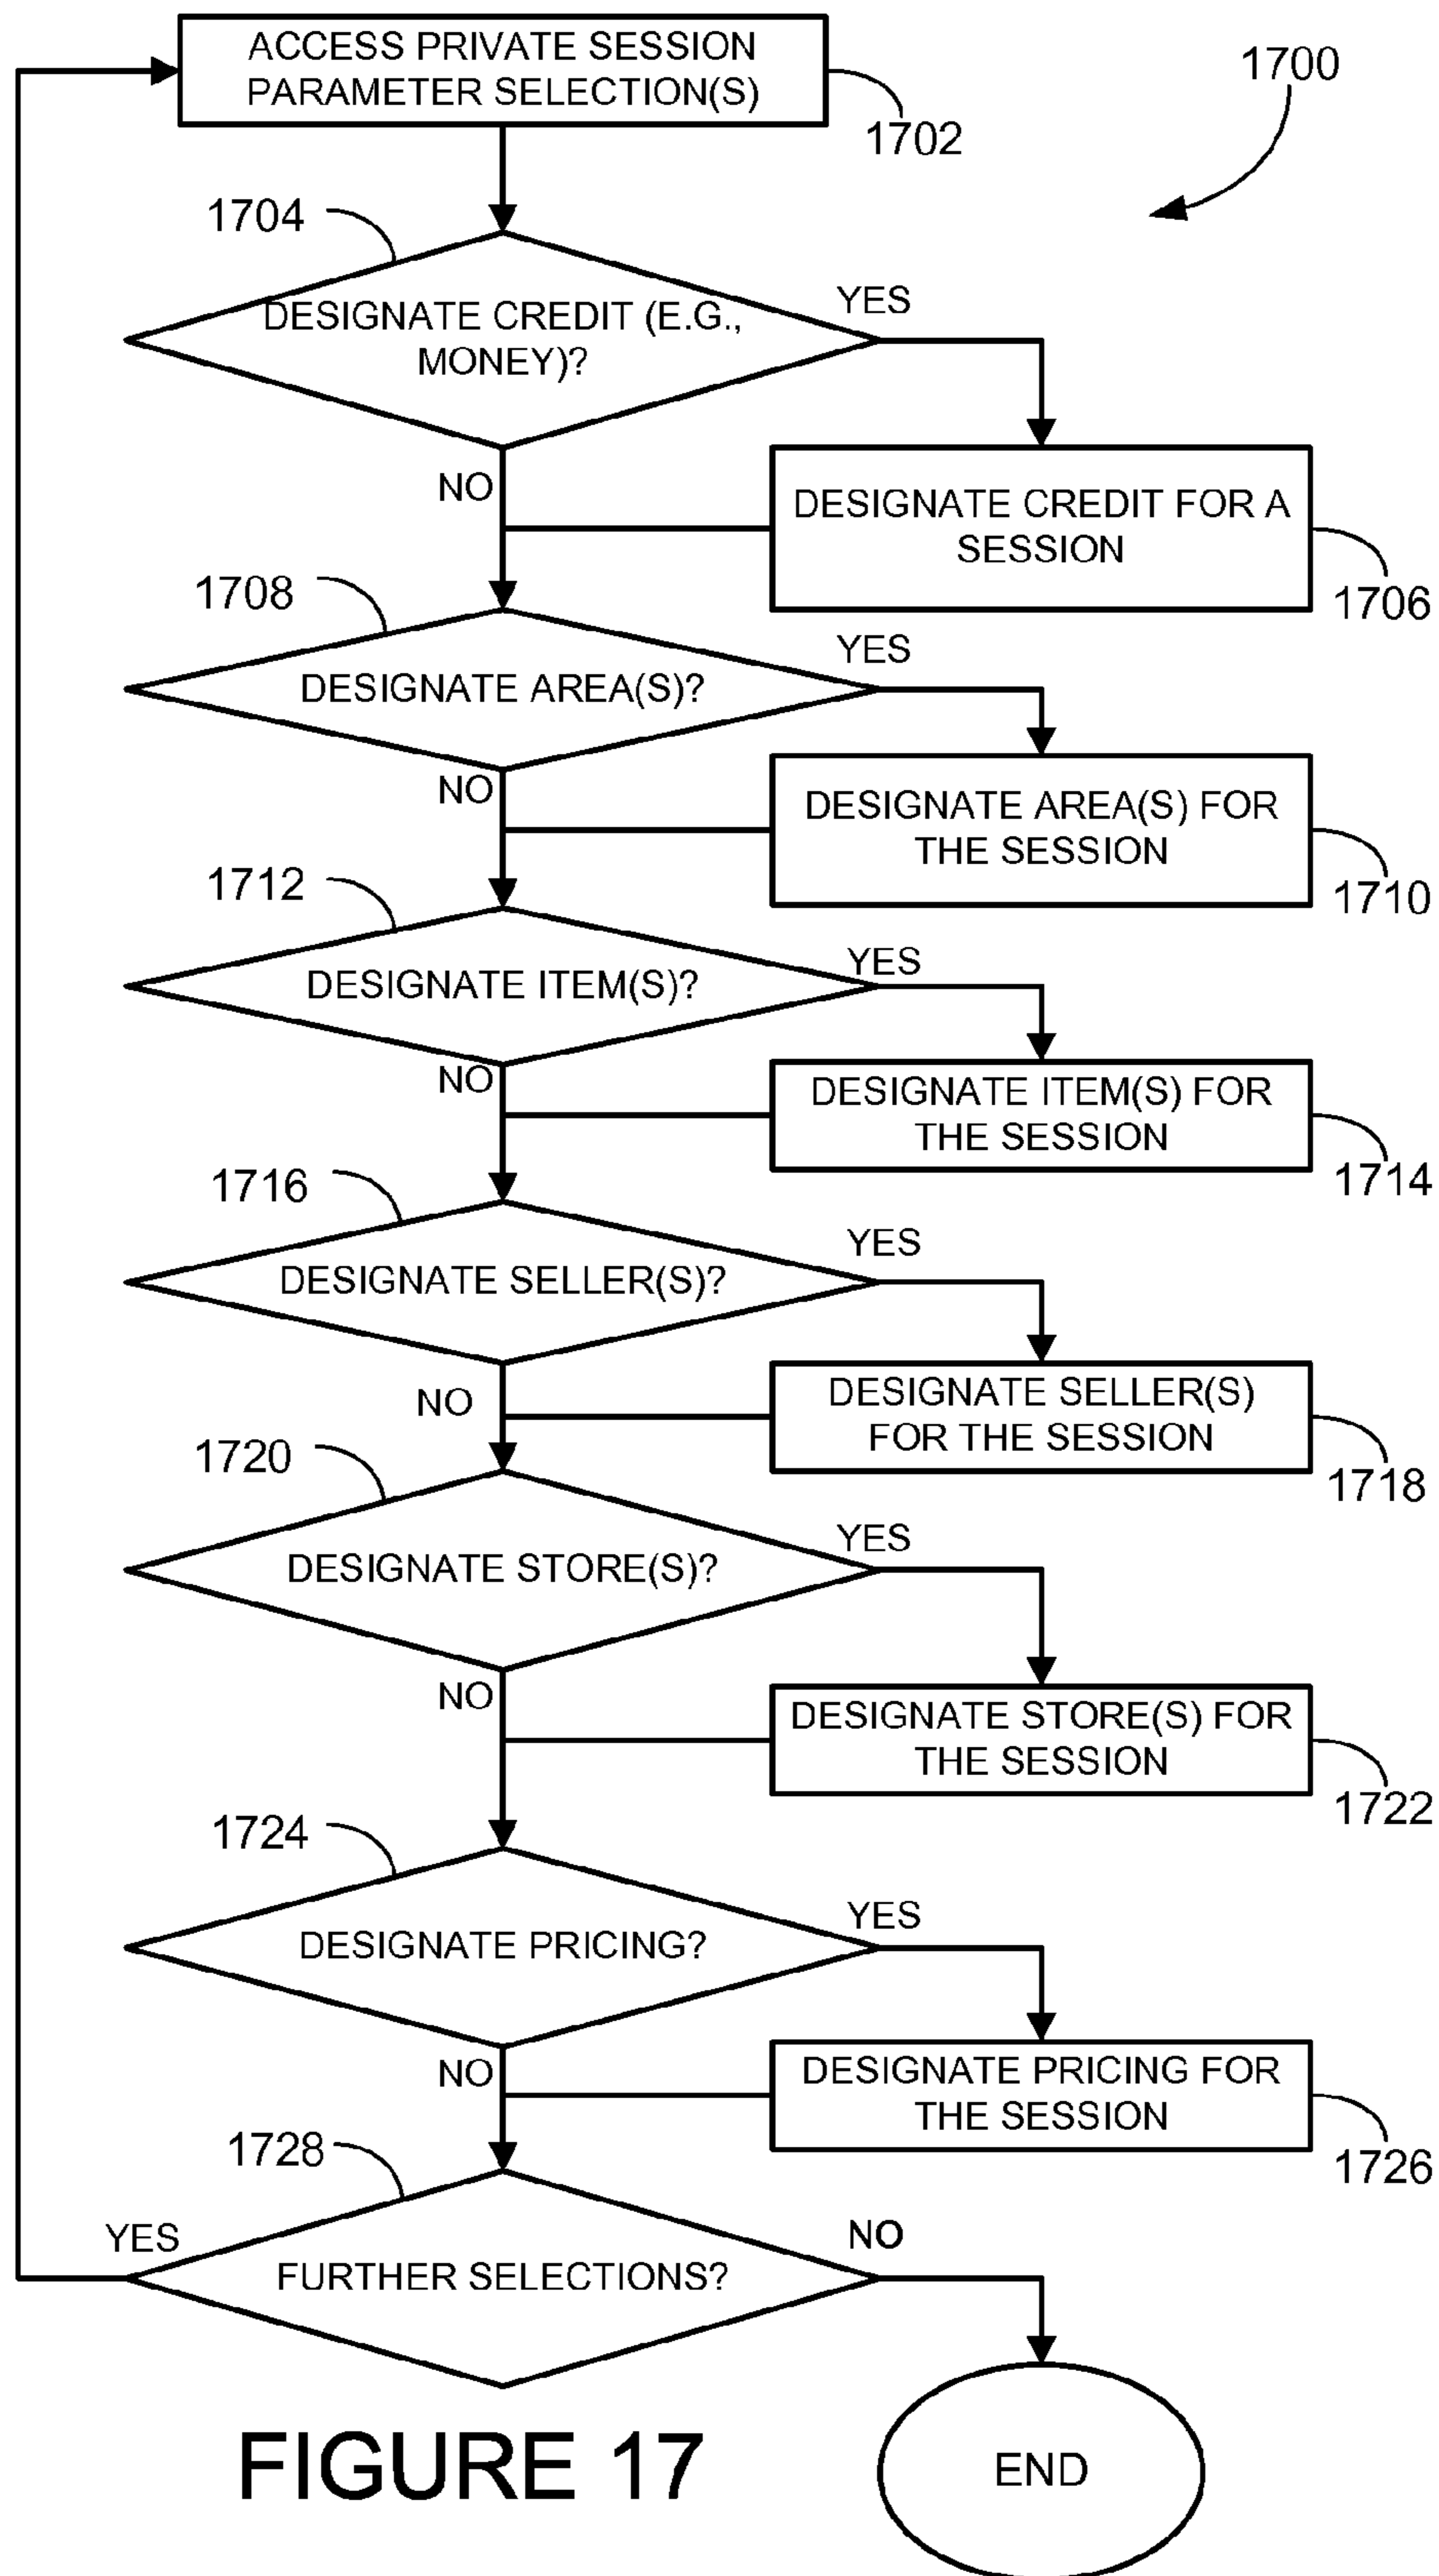 ACCESS PRIVATE SESSION
PARAMETER SELECTION(S)
1700
1702
1704
DESIGNATE CREDIT (E.G.,
MONEY)?
YES
NO
DESIGNATE CREDIT FOR A
SESSION
1706
1708
DESIGNATE AREA(S)?
YES
NO
DESIGNATE AREA(S) FOR
THE SESSION
1710
1712
DESIGNATE ITEM(S)?
YES
NO
DESIGNATE ITEM(S) FOR
THE SESSION
1714
1716
DESIGNATE SELLER(S)?
YES
NO
DESIGNATE SELLER(S)
FOR THE SESSION
1718
1720
DESIGNATE STORE(S)?
YES
NO
DESIGNATE STORE(S) FOR
THE SESSION
1722
1724
DESIGNATE PRICING?
YES
NO
DESIGNATE PRICING FOR
THE SESSION
1726
1728
YES
FURTHER SELECTIONS?
NO
END
FIGURE 17